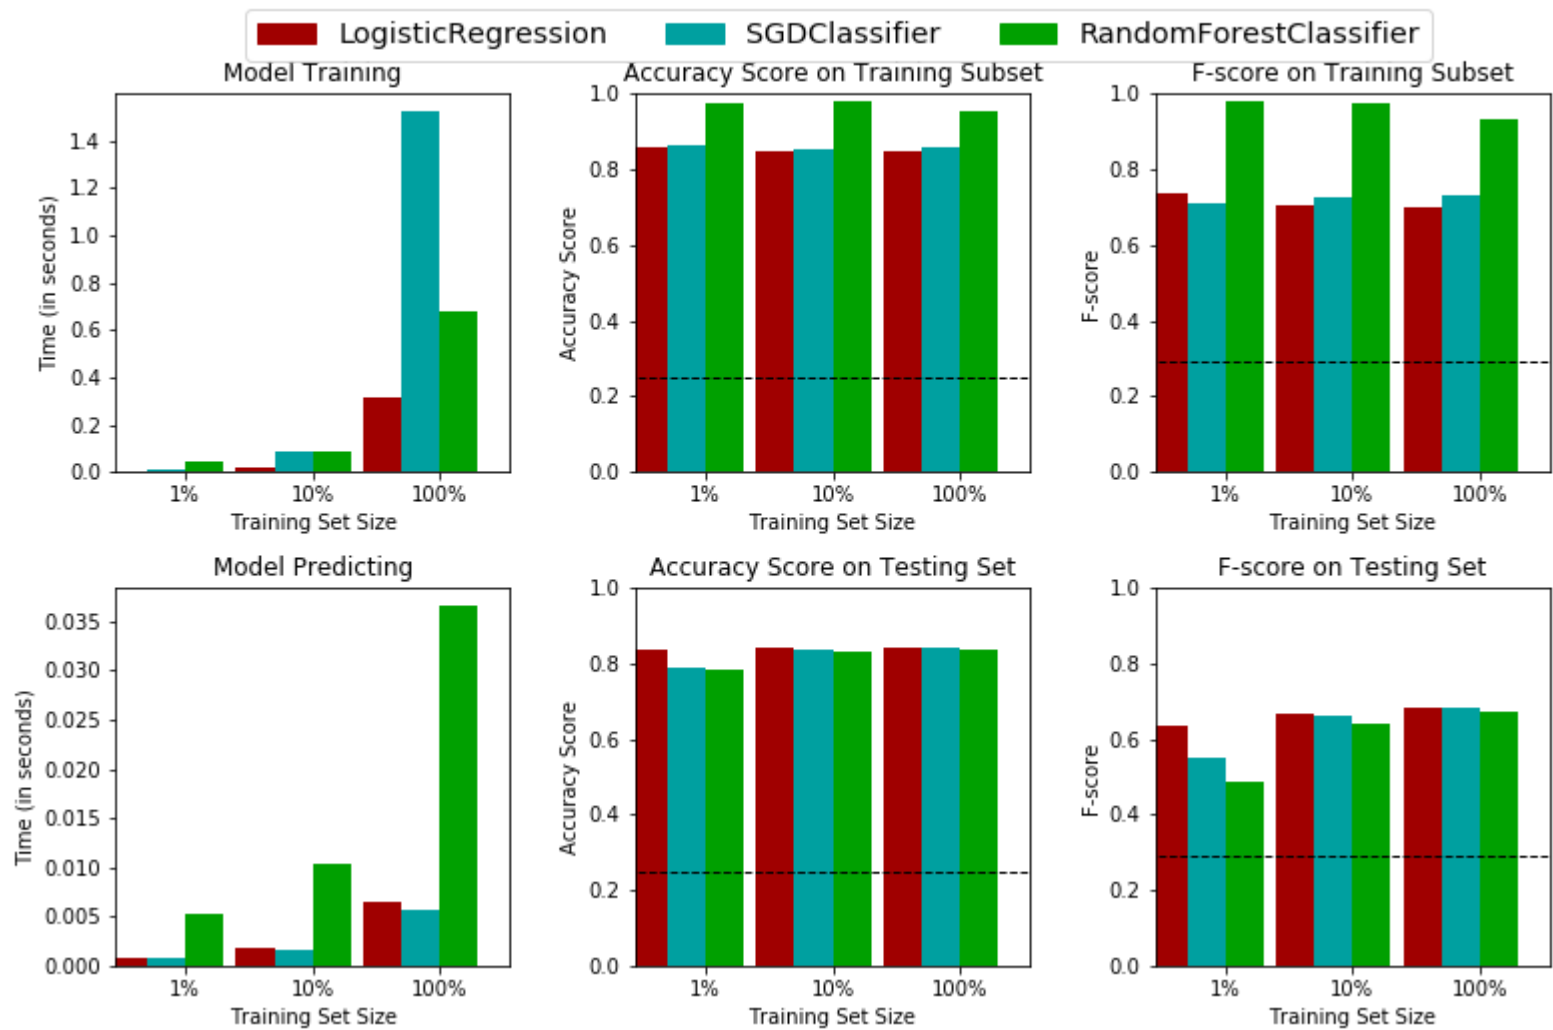 LogisticRegression SGDClassifier RandomForestClassifier
Model Training
Time (in seconds)
1.4
1.2
1.0
0.8
0.6
0.4
0.2
0.0
1% 10% 100%
Training Set Size
Accuracy Score on Training Subset
Accuracy Score
1.0
0.8
0.6
0.4
0.2
0.0
1% 10% 100%
Training Set Size
F-score on Training Subset
F-score
1.0
0.8
0.6
0.4
0.2
0.0
1% 10% 100%
Training Set Size
Model Predicting
Time (in seconds)
0.035
0.030
0.025
0.020
0.015
0.010
0.005
0.000
1% 10% 100%
Training Set Size
Accuracy Score on Testing Set
Accuracy Score
1.0
0.8
0.6
0.4
0.2
0.0
1% 10% 100%
Training Set Size
F-score on Testing Set
F-score
1.0
0.8
0.6
0.4
0.2
0.0
1% 10% 100%
Training Set Size